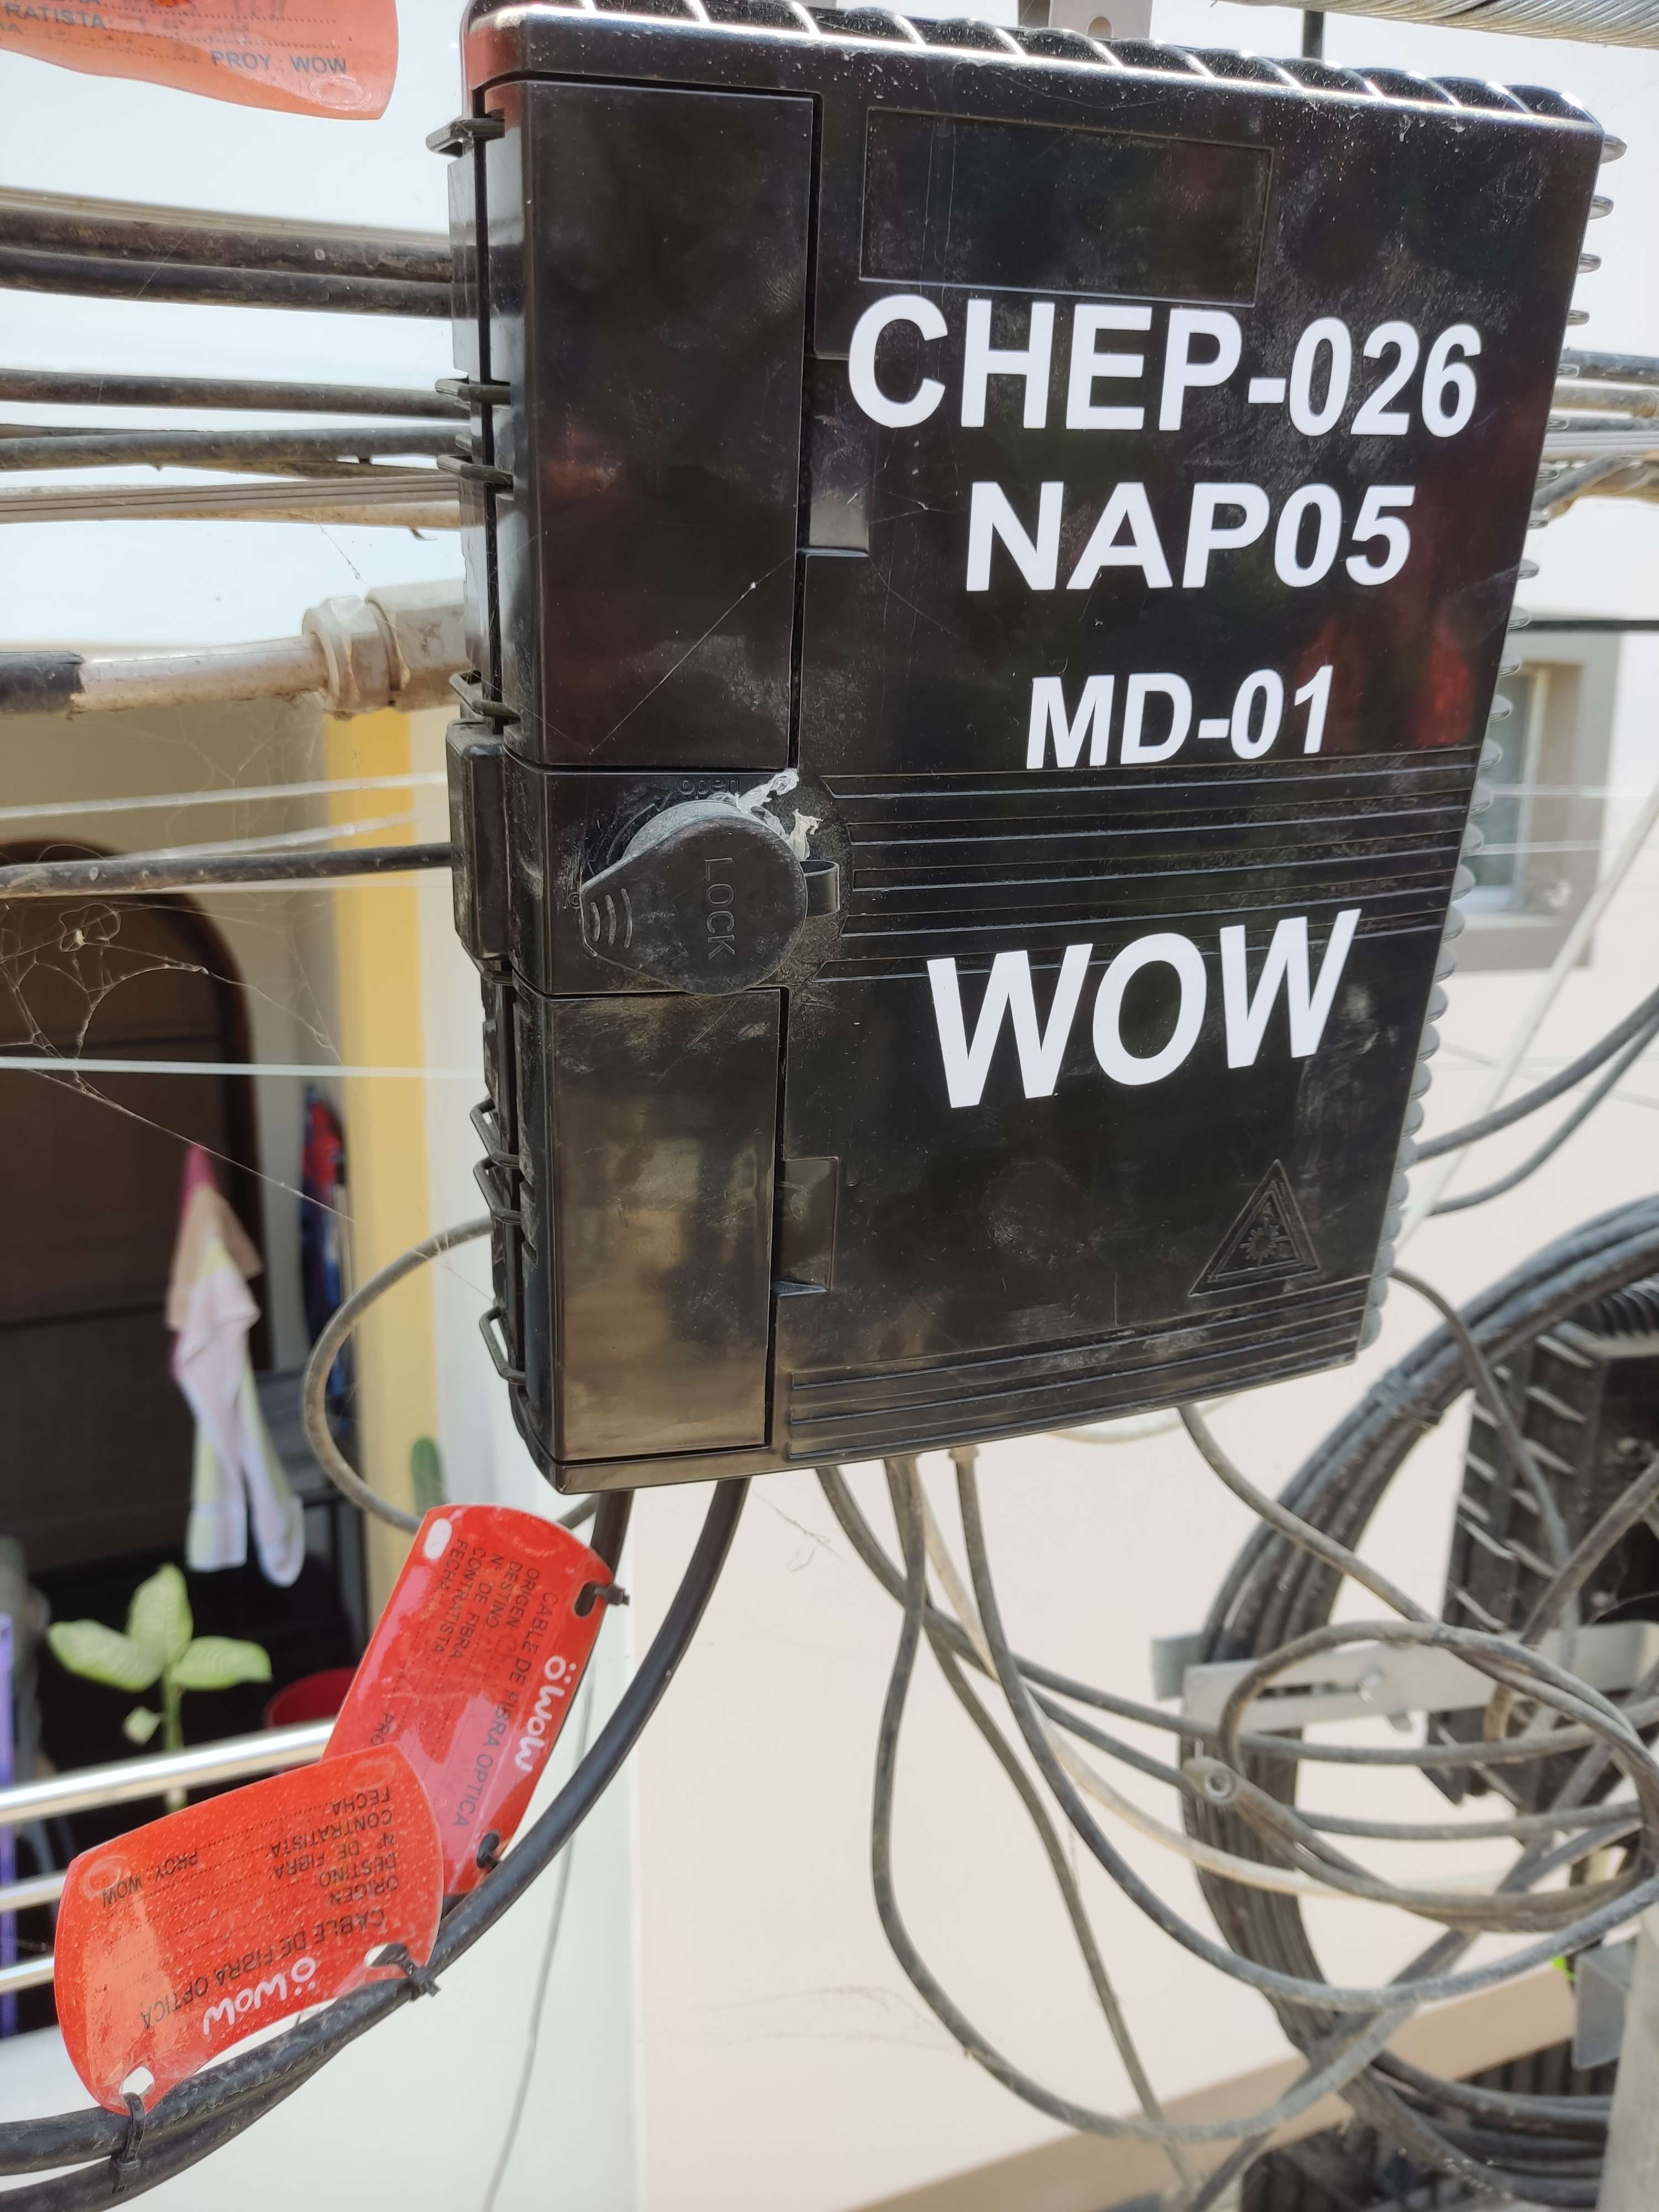 RATISTA
PROY. WOW
CHEP-026
NAP05
MD-01
open
LOCK
WOW
wow
CABLE DE FIBRA OPTICA
ORIGEN
DESTINO
N° DE FIBRA
CONTRATISTA
FECHA
wow
CABLE DE FIBRA OPTICA
ORIGEN
DESTINO
N° DE FIBRA
CONTRATISTA
FECHA
PROY. WOW